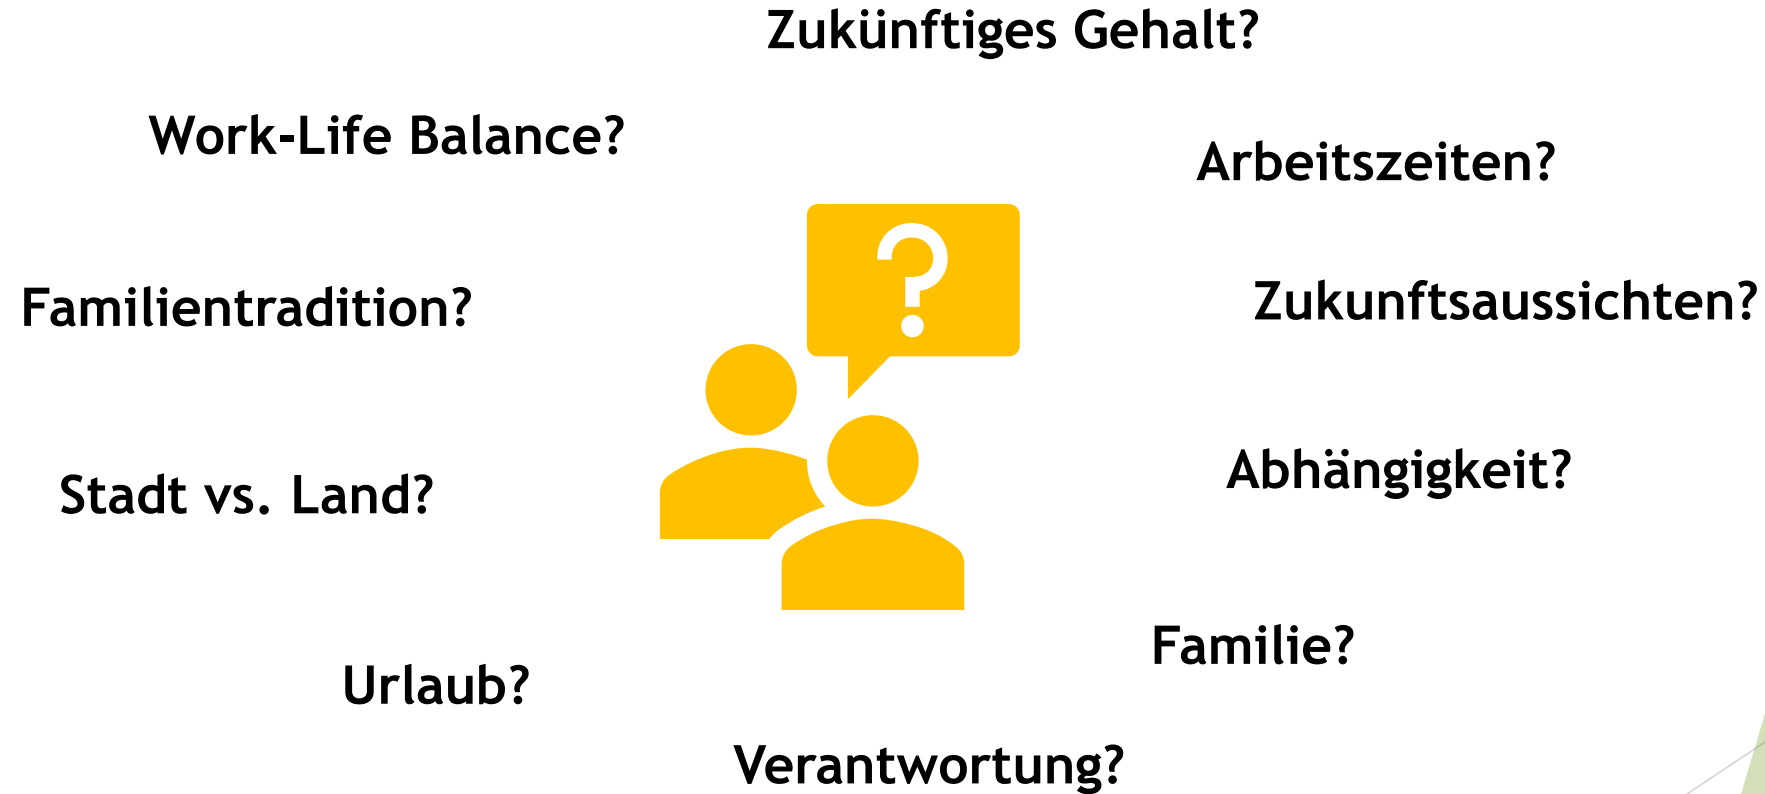 Zukünftiges Gehalt?
Work-Life Balance?
Arbeitszeiten?
?
Familientradition?
Zukunftsaussichten?
Stadt vs. Land?
Abhängigkeit?
Familie?
Urlaub?
Verantwortung?